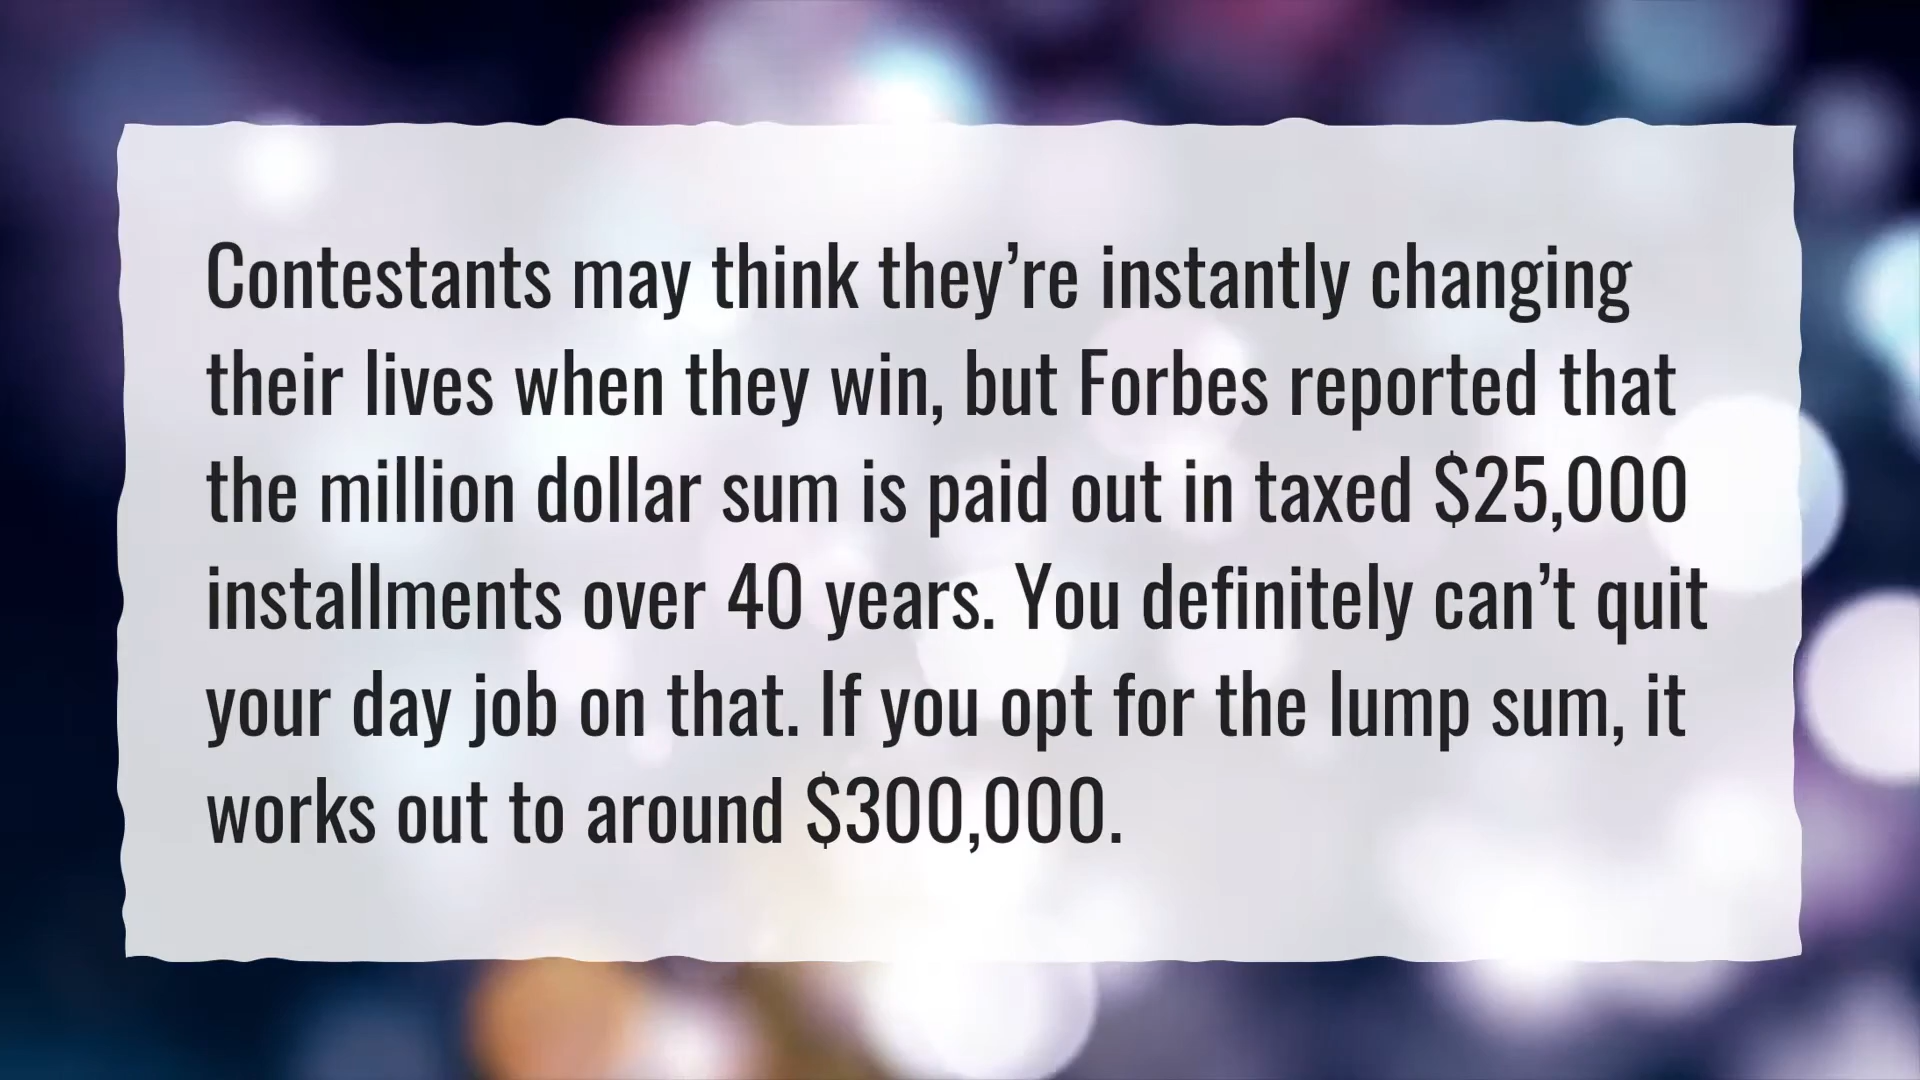 Contestants may think they’re instantly changing
their lives when they win, but Forbes reported that
the million dollar sum is paid out in taxed $25,000
installments over 40 years. You definitely can’t quit
your day job on that. If you opt for the lump sum, it
works out to around $300,000.